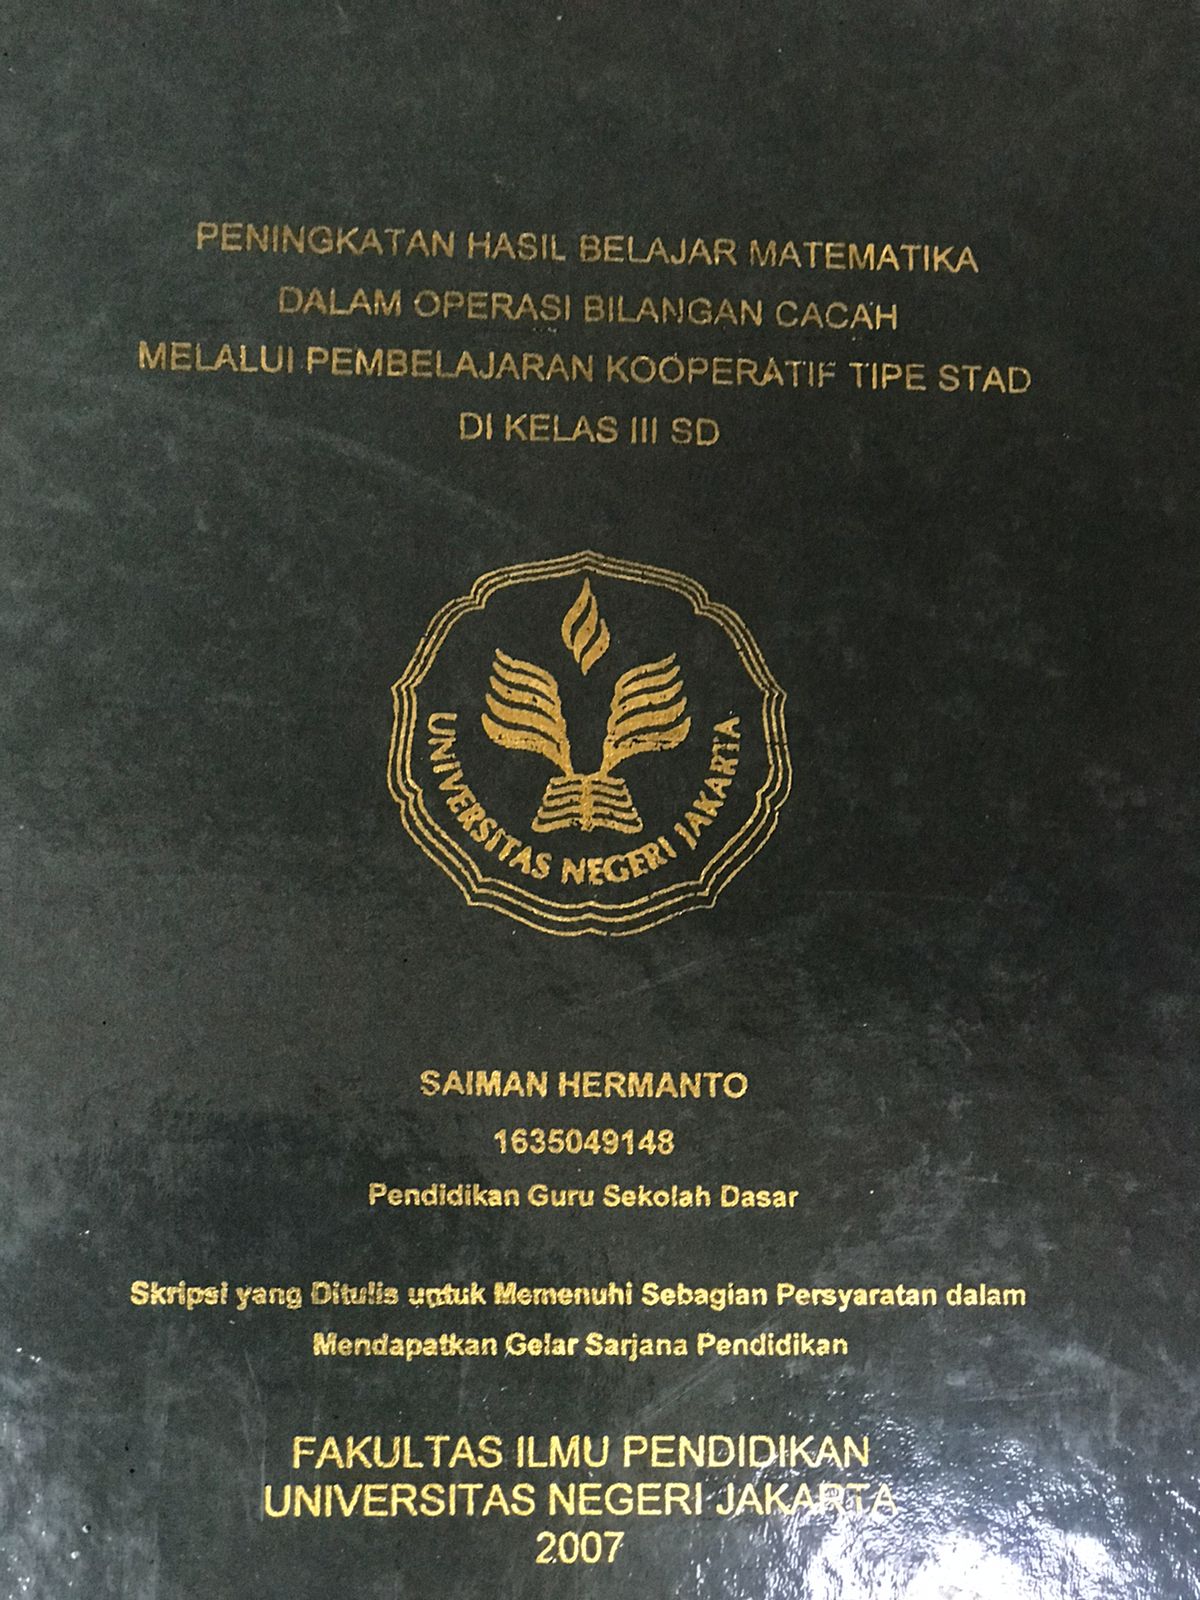 PENINGKATAN HASIL BELAJAR MATEMATIKA
DALAM OPERASI BILANGAN CACAH
MELALUI PEMBELAJARAN KOOPERATIF TIPE STAD
DI KELAS III SD
UNIVERSITAS NEGERI JAKARTA
SAIMAN HERMANTO
1635049148
Pendidikan Guru Sekolah Dasar
Skripsi yang Ditulis untuk Memenuhi Sebagian Persyaratan dalam
Mendapatkan Gelar Sarjana Pendidikan
FAKULTAS ILMU PENDIDIKAN
UNIVERSITAS NEGERI JAKARTA
2007